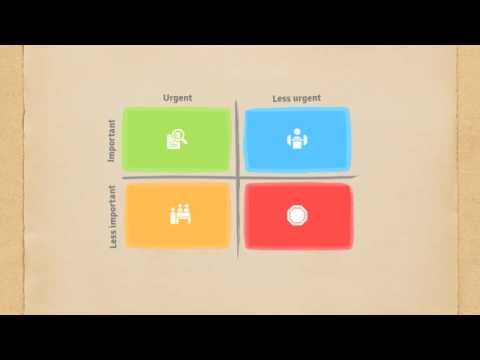 Urgent
Less urgent
Important
Less important